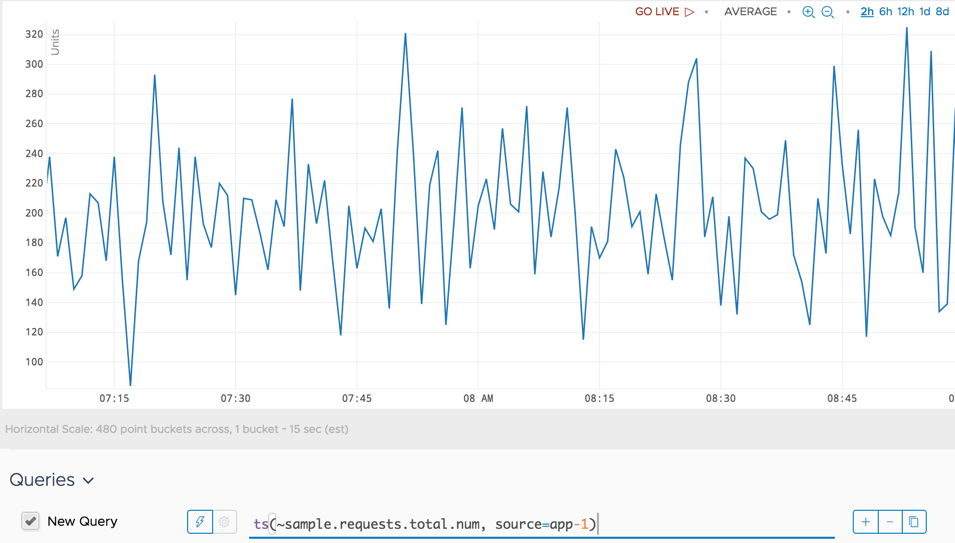 GO LIVE ▷ • AVERAGE • • 2h 6h 12h 1d 8d
Units
320
300
280
260
240
220
200
180
160
140
120
100
07:15 07:30 07:45 08 AM 08:15 08:30 08:45 0
Horizontal Scale: 480 point buckets across, 1 bucket ~ 15 sec (est)
Queries
New Query
ts(~sample.requests.total.num, source=app-1)